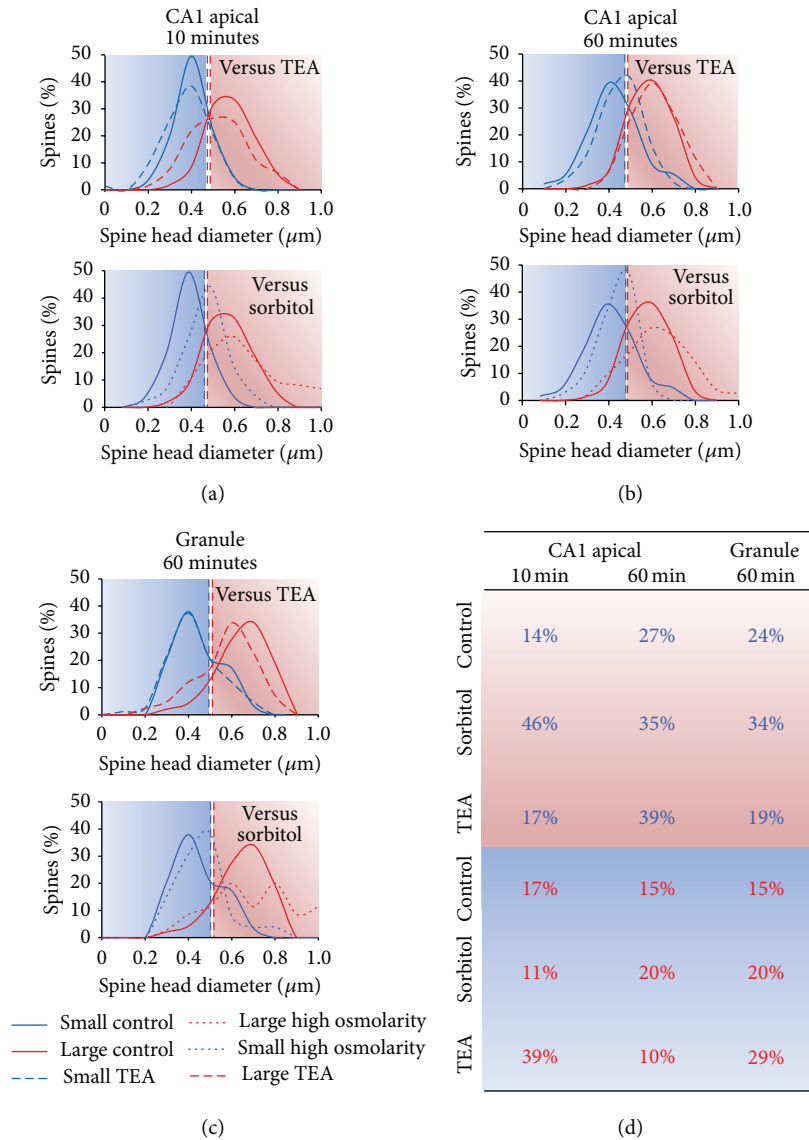 CA1 apical
10 minutes
Versus TEA
Spines (%)
50
40
30
20
10
0
0 0.2 0.4 0.6 0.8 1.0
Spine head diameter (μm)
Versus
sorbitol
Spines (%)
50
40
30
20
10
0
0 0.2 0.4 0.6 0.8 1.0
Spine head diameter (μm)
(a)
CA1 apical
60 minutes
Versus TEA
Spines (%)
50
40
30
20
10
0
0 0.2 0.4 0.6 0.8 1.0
Spine head diameter (μm)
Versus
sorbitol
Spines (%)
50
40
30
20
10
0
0 0.2 0.4 0.6 0.8 1.0
Spine head diameter (μm)
(b)
Granule
60 minutes
Versus TEA
Spines (%)
50
40
30
20
10
0
0 0.2 0.4 0.6 0.8 1.0
Spine head diameter (μm)
Versus
sorbitol
Spines (%)
50
40
30
20
10
0
0 0.2 0.4 0.6 0.8 1.0
Spine head diameter (μm)
Small control
Large control
Small TEA
Large high osmolarity
Small high osmolarity
Large TEA
(c)
CA1 apical Granule
10 min 60 min 60 min
Control 14% 27% 24%
Sorbitol 46% 35% 34%
TEA 17% 39% 19%
Control 17% 15% 15%
Sorbitol 11% 20% 20%
TEA 39% 10% 29%
(d)